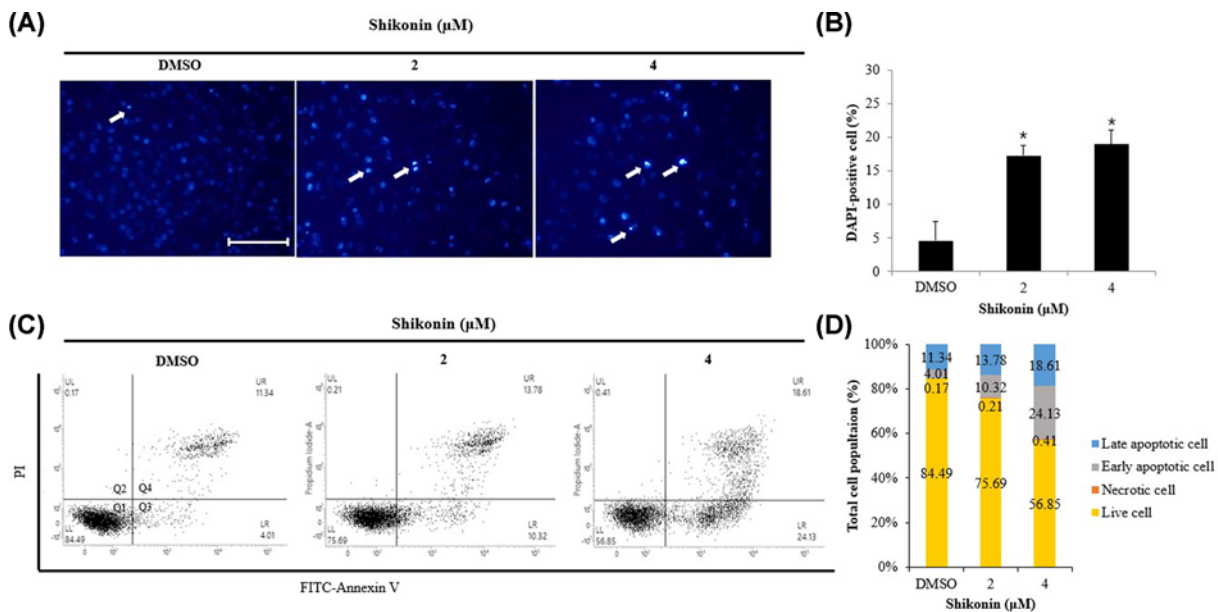 (A)
Shikonin (µM)
DMSO 2 4
(B)
30
25
20
15
10
5
0
DAPI-positive cell (%)
*
*
DMSO 2 4
Shikonin (µM)
(C)
Shikonin (µM)
DMSO 2 4
UL
0.17
UR
11.34
Q2 Q4
Q1 Q3
LL
84.49
LR
4.01
PI
UL
0.21
UR
13.78
Propidium Iodide-A
LL
75.69
LR
10.32
UL
0.41
UR
18.61
Propidium Iodide-A
LL
56.85
LR
24.13
FITC-Annexin V
(D)
100%
80%
60%
40%
20%
0%
Total cell popultaion (%)
11.34
4.01
0.17
84.49
13.78
10.32
0.21
75.69
18.61
24.13
0.41
56.85
DMSO 2 4
Shikonin (µM)
Late apoptotic cell
Early apoptotic cell
Necrotic cell
Live cell